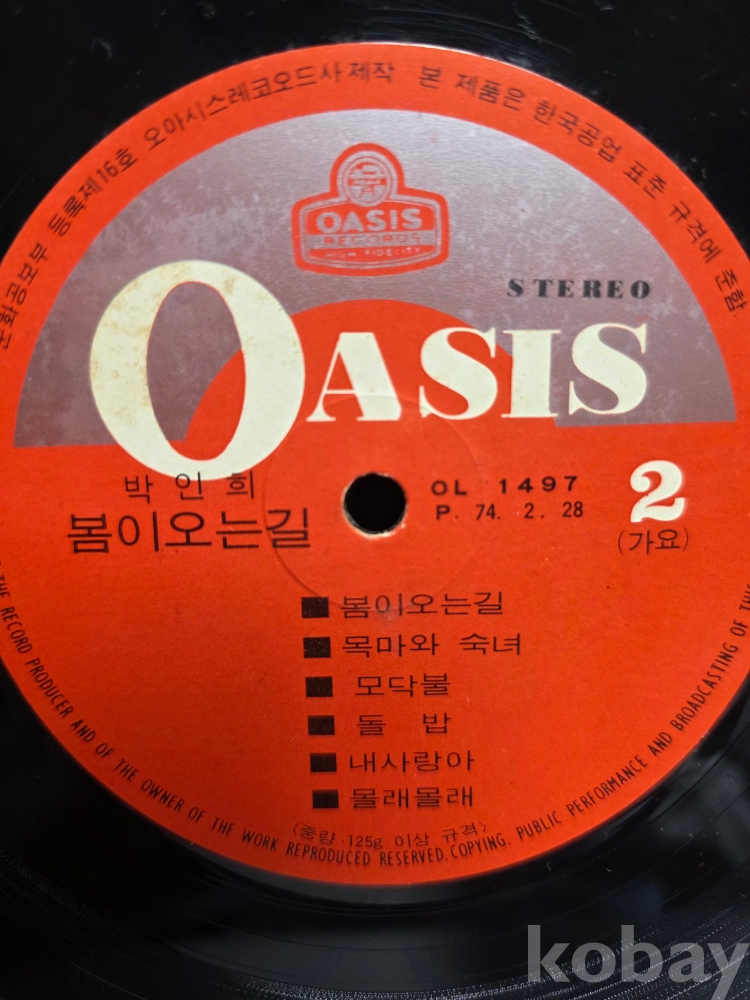 문화공보부 등록제16호 오아시스레코오드사제작 본 제품은 한국공업 표준 규격에 준함
OASIS
RECORDS
HIGH FIDELITY
STEREO
OASIS
박인희
봄이오는길
OL 1497
P. 74. 2. 28
2
(가요)
■ 봄이오는길
■ 목마와 숙녀
■ 모닥불
■ 돌 밥
■ 내사랑아
■ 몰래몰래
(중량 125g 이상 규격)
THE RECORD PRODUCER AND OF THE OWNER OF THE WORK REPRODUCED RESERVED. COPYING. PUBLIC PERFORMANCE AND BROADCASTING OF THIS
kobay